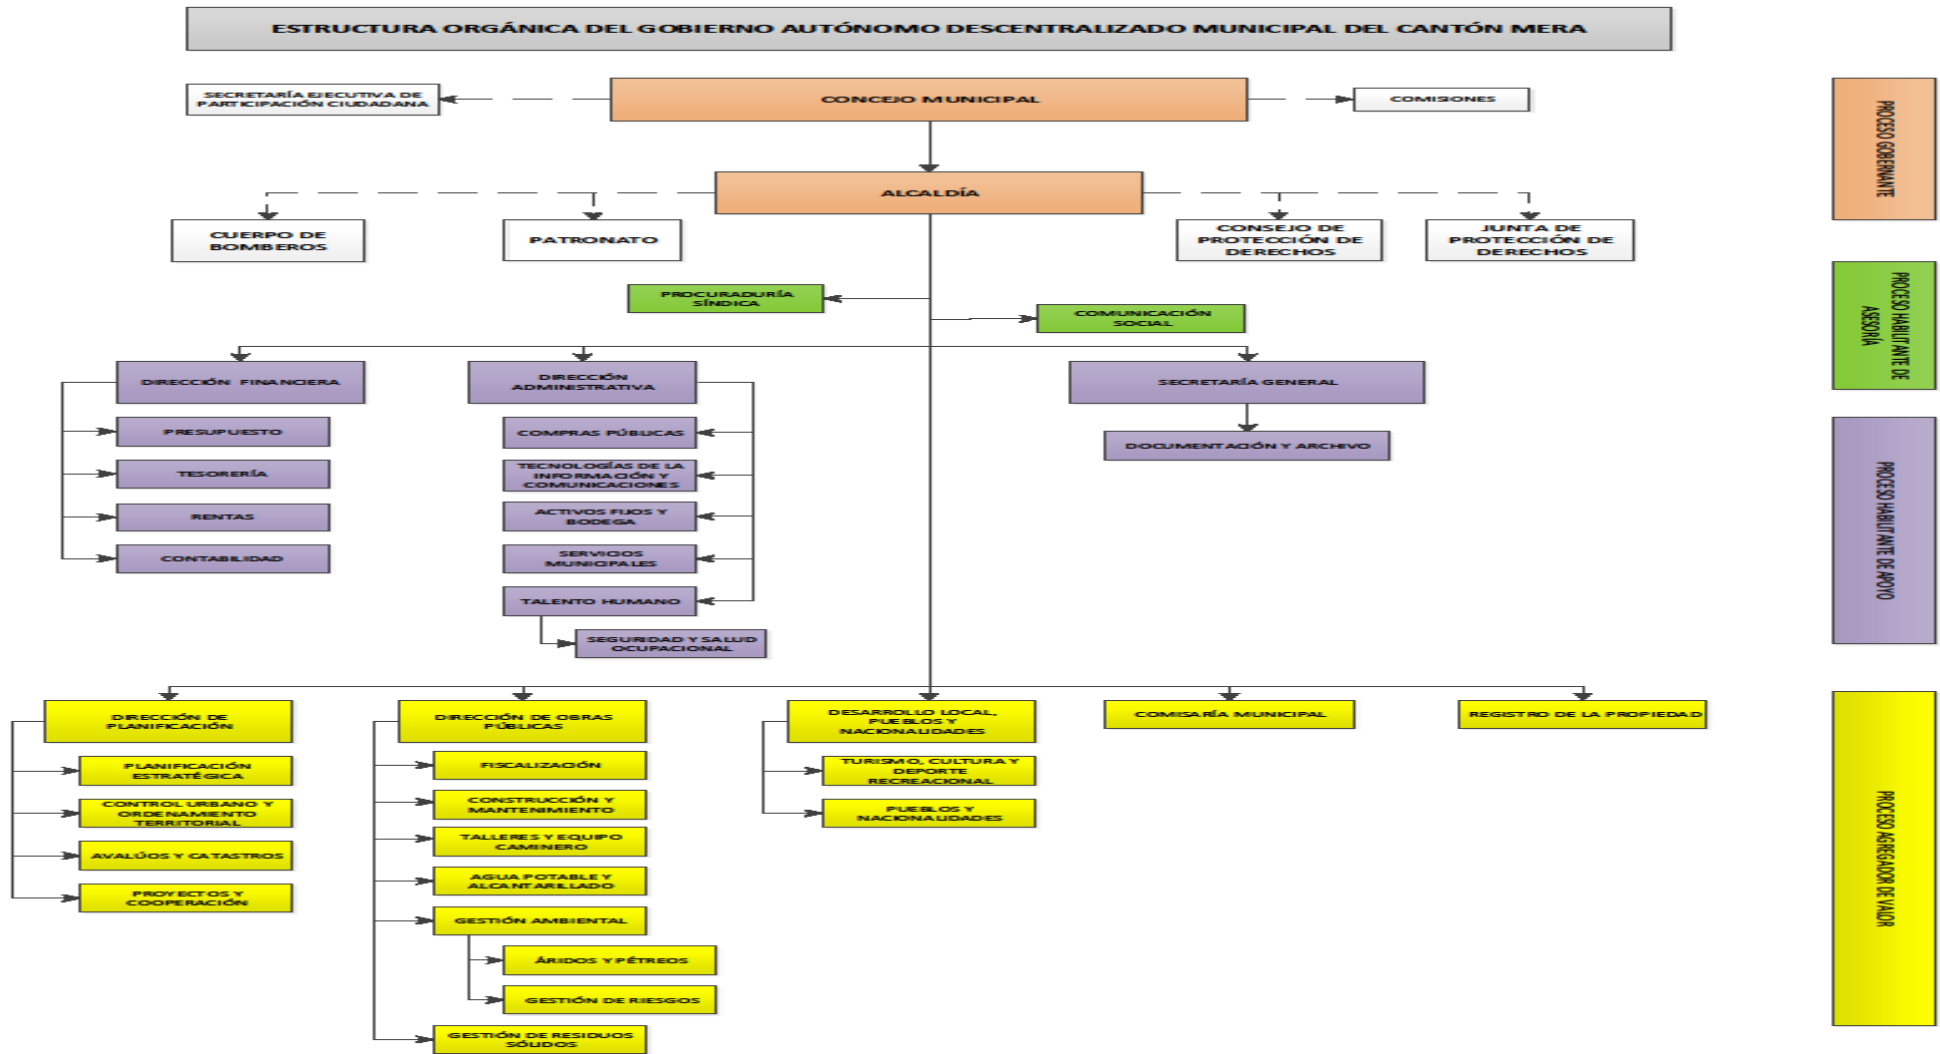 ESTRUCTURA ORGÁNICA DEL GOBIERNO AUTÓNOMO DESCENTRALIZADO MUNICIPAL DEL CANTÓN MERA
SECRETARÍA EJECUTIVA DE
PARTICIPACIÓN CIUDADANA
CONCEJO MUNICIPAL
COMISIONES
ALCALDÍA
CUERPO DE
BOMBEROS
PATRONATO
CONSEJO DE
PROTECCIÓN DE
DERECHOS
JUNTA DE
PROTECCIÓN DE
DERECHOS
PROCESO GOBERNANTE
PROCURADURÍA
SÍNDICA
COMUNICACIÓN
SOCIAL
PROCESO HABILITANTE DE
ASESORÍA
DIRECCIÓN FINANCIERA
PRESUPUESTO
TESORERÍA
RENTAS
CONTABILIDAD
DIRECCIÓN
ADMINISTRATIVA
COMPRAS PÚBLICAS
TECNOLOGÍAS DE LA
INFORMACIÓN Y
COMUNICACIONES
ACTIVOS FIJOS Y
BODEGA
SERVICIOS
MUNICIPALES
TALENTO HUMANO
SEGURIDAD Y SALUD
OCUPACIONAL
SECRETARÍA GENERAL
DOCUMENTACIÓN Y ARCHIVO
PROCESO HABILITANTE DE APOYO
DIRECCIÓN DE
PLANIFICACIÓN
PLANIFICACIÓN
ESTRATÉGICA
CONTROL URBANO Y
ORDENAMIENTO
TERRITORIAL
AVALÚOS Y CATASTROS
PROYECTOS Y
COOPERACIÓN
DIRECCIÓN DE OBRAS
PÚBLICAS
FISCALIZACIÓN
CONSTRUCCIÓN Y
MANTENIMIENTO
TALLERES Y EQUIPO
CAMINERO
AGUA POTABLE Y
ALCANTARILLADO
GESTIÓN AMBIENTAL
ÁRIDOS Y PÉTREOS
GESTIÓN DE RIESGOS
GESTIÓN DE RESIDUOS
SÓLIDOS
DESARROLLO LOCAL,
PUEBLOS Y
NACIONALIDADES
TURISMO, CULTURA Y
DEPORTE
RECREACIONAL
PUEBLOS Y
NACIONALIDADES
COMISARÍA MUNICIPAL
REGISTRO DE LA PROPIEDAD
PROCESO AGREGADOR DE VALOR